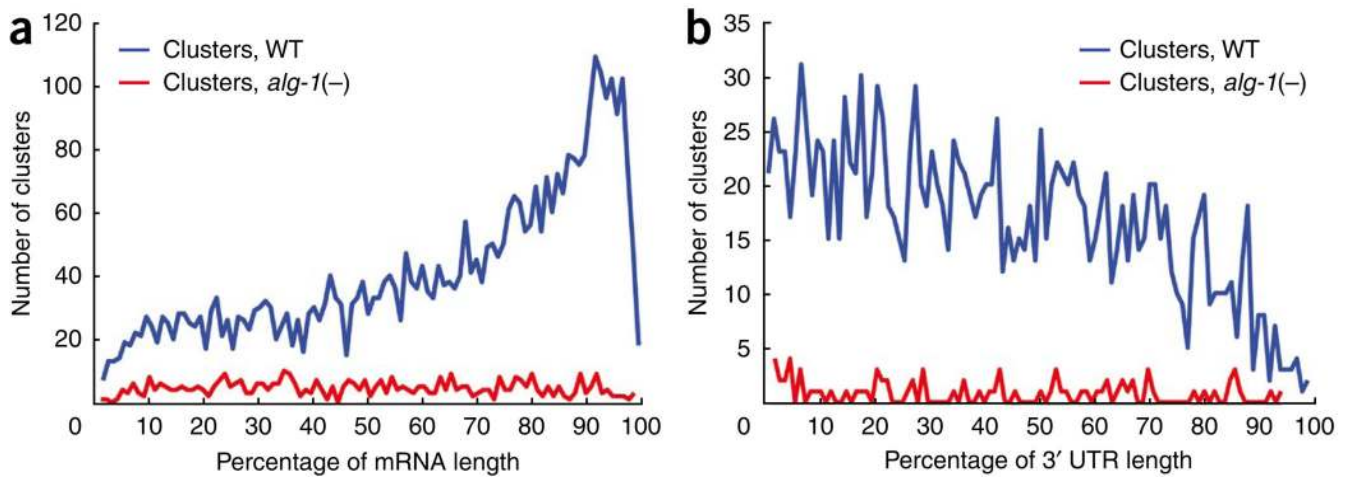 a
120
100
80
60
40
20
0
Number of clusters
Clusters, WT
Clusters, alg-1(–)
10 20 30 40 50 60 70 80 90 100
Percentage of mRNA length
b
35
30
25
20
15
10
5
0
Number of clusters
Clusters, WT
Clusters, alg-1(–)
10 20 30 40 50 60 70 80 90 100
Percentage of 3′ UTR length